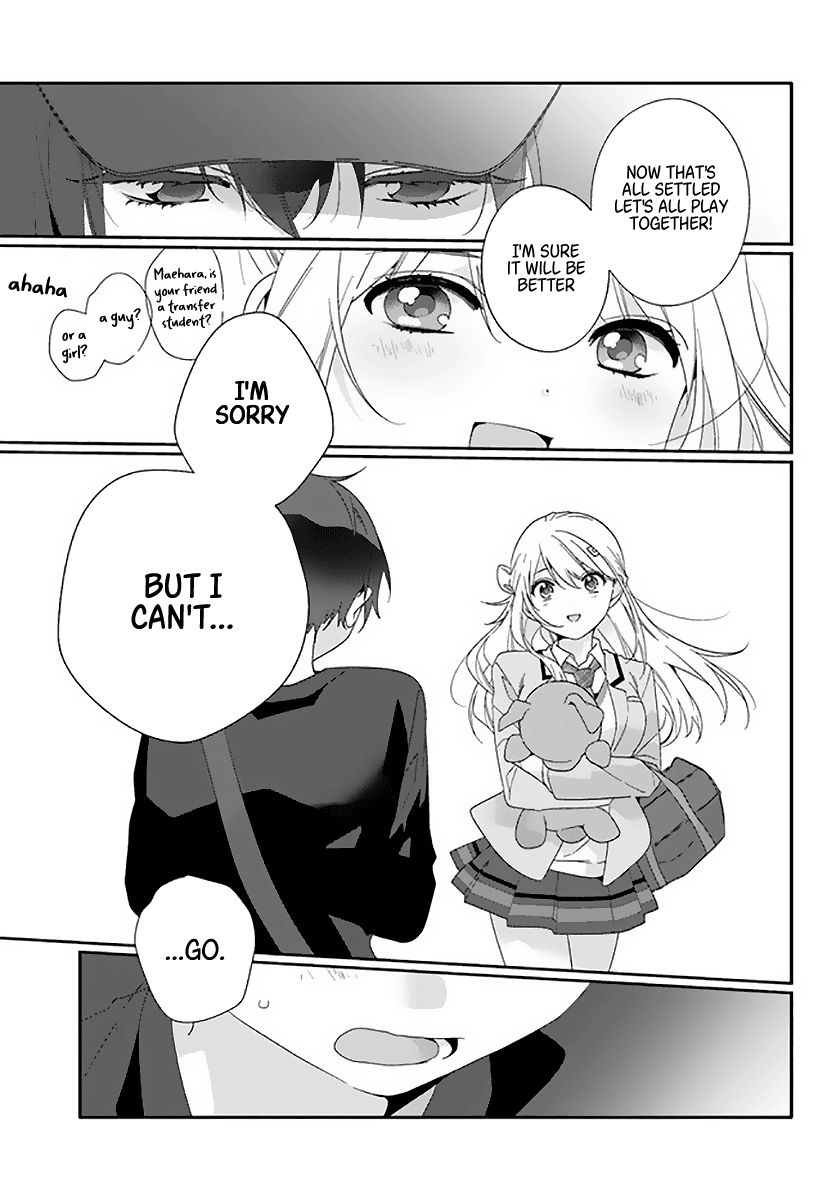 NOW THAT'S
ALL SETTLED
LET'S ALL PLAY
TOGETHER!
I'M SURE
IT WILL BE
BETTER
Maehara, is
your friend
a transfer
student?
a guy?
or a
girl?
ahaha
I'M
SORRY
BUT I
CAN'T...
...GO.